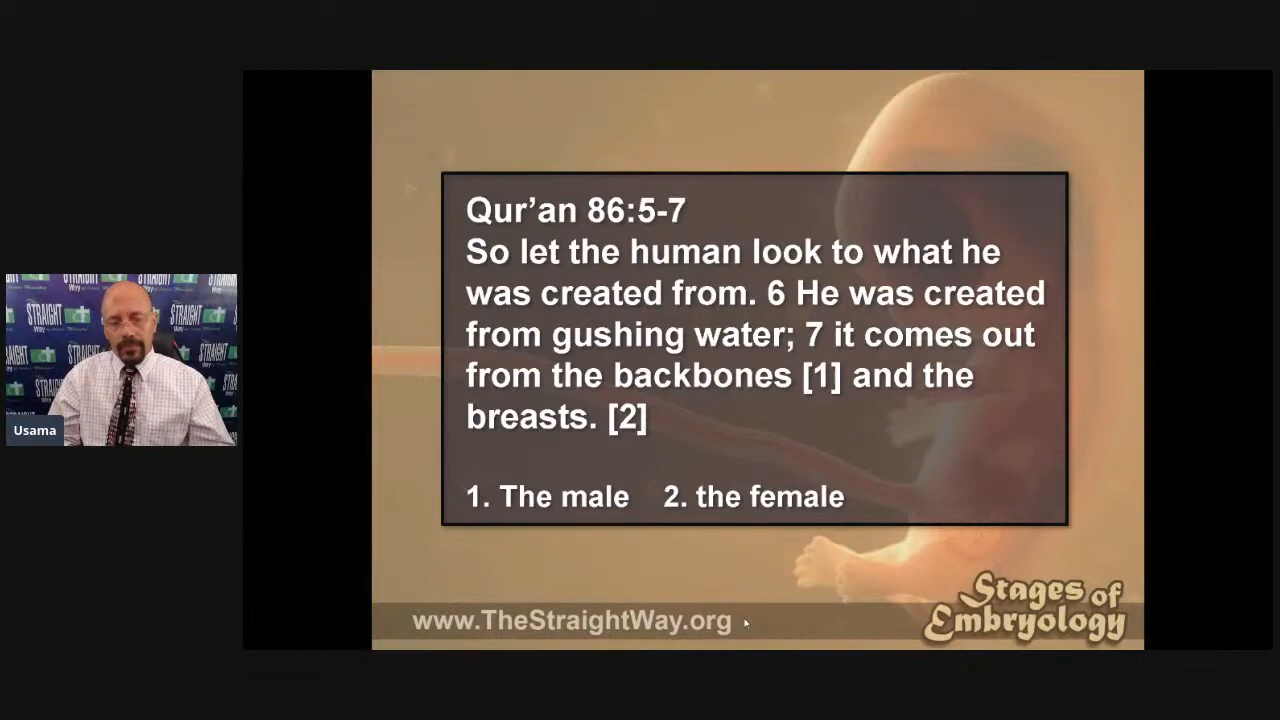 Qur’an 86:5-7
So let the human look to what he
was created from. 6 He was created
from gushing water; 7 it comes out
from the backbones [1] and the
breasts. [2]
1. The male 2. the female
www.TheStraightWay.org
Stages of
Embryology
STRAIGHT
Usama